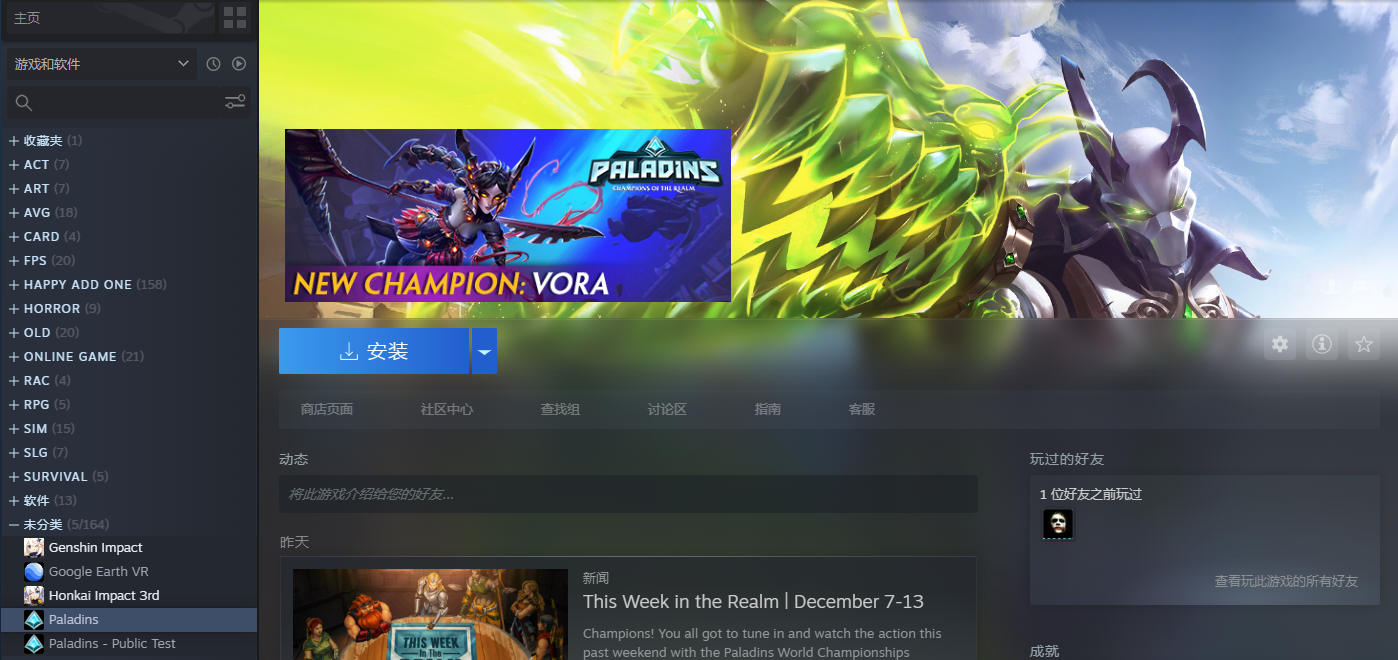 主页
游戏和软件
收藏夹 (1)
ACT (7)
ART (7)
AVG (18)
CARD (4)
FPS (20)
HAPPY ADD ONE (158)
HORROR (9)
OLD (20)
ONLINE GAME (21)
RAC (4)
RPG (5)
SIM (15)
SLG (7)
SURVIVAL (5)
软件 (13)
未分类 (5/164)
Genshin Impact
Google Earth VR
Honkai Impact 3rd
Paladins
Paladins - Public Test
PALADINS
CHAMPIONS OF THE REALM
NEW CHAMPION: VORA
安装
商店页面 社区中心 查找组 讨论区 指南 客服
动态
将此游戏介绍给您的好友...
昨天
THIS WEEK
IN THE
新闻
This Week in the Realm | December 7-13
Champions! You all got to tune in and watch the action this
past weekend with the Paladins World Championships
玩过的好友
1 位好友之前玩过
查看玩此游戏的所有好友
成就